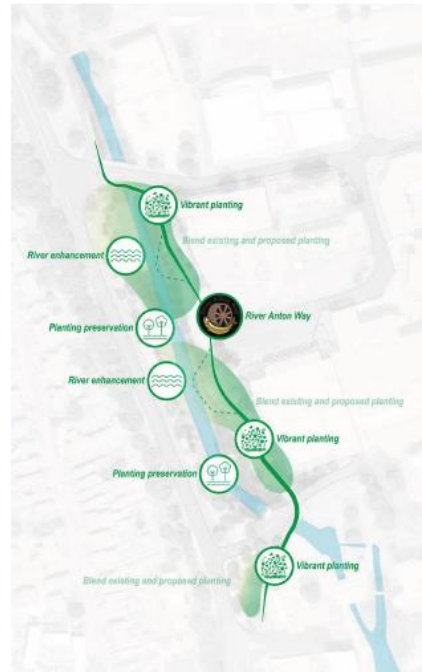 Vibrant planting
Blend existing and proposed planting
River enhancement
River Anton Way
Planting preservation
River enhancement
Blend existing and proposed planting
Vibrant planting
Planting preservation
Vibrant planting
Blend existing and proposed planting